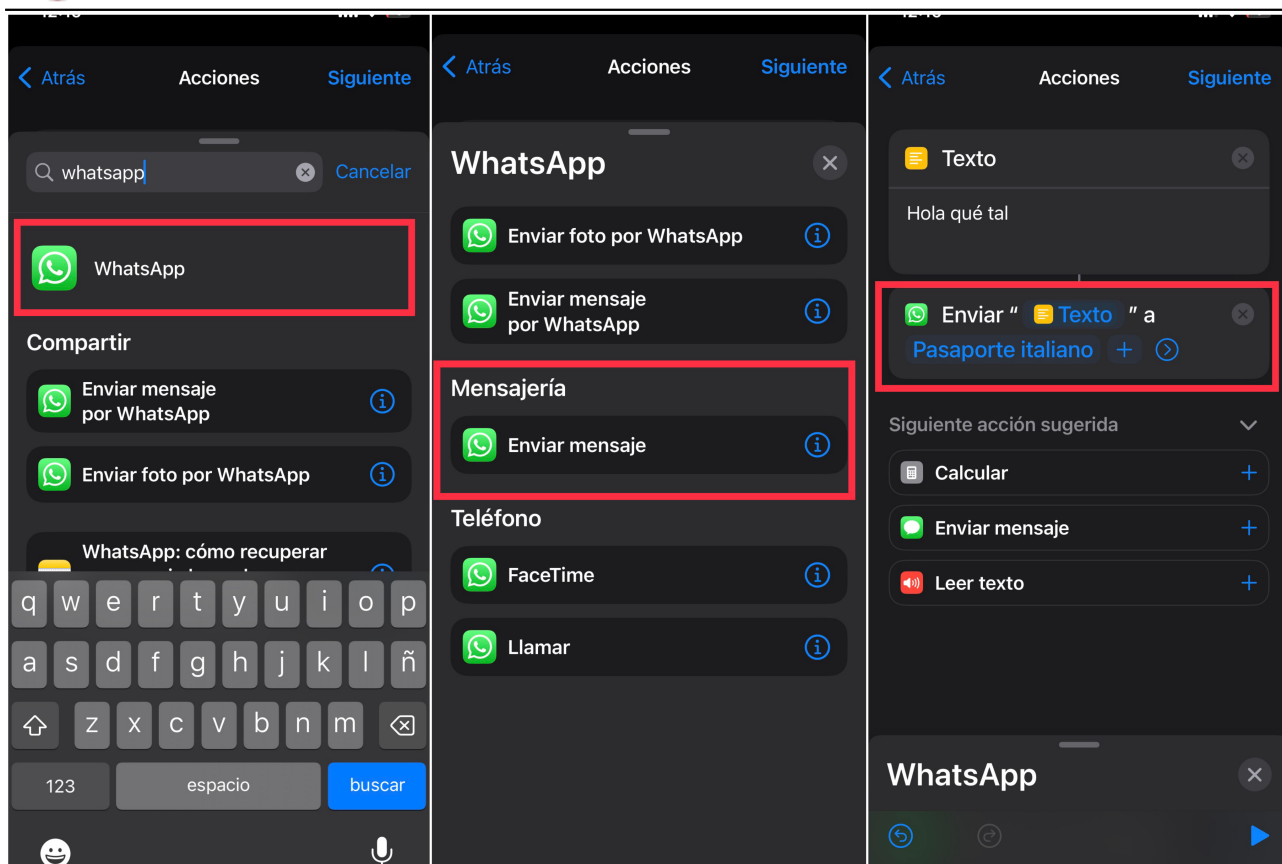 Atrás Acciones Siguiente
whatsapp Cancelar
WhatsApp
Compartir
Enviar mensaje
por WhatsApp
Enviar foto por WhatsApp
WhatsApp: cómo recuperar
q w e r t y u i o p
a s d f g h j k l ñ
z x c v b n m
123 espacio buscar
Atrás Acciones Siguiente
WhatsApp
Enviar foto por WhatsApp
Enviar mensaje
por WhatsApp
Mensajería
Enviar mensaje
Teléfono
FaceTime
Llamar
Atrás Acciones Siguiente
Texto
Hola qué tal
Enviar “ Texto ” a
Pasaporte italiano +
Siguiente acción sugerida
Calcular
Enviar mensaje
Leer texto
WhatsApp